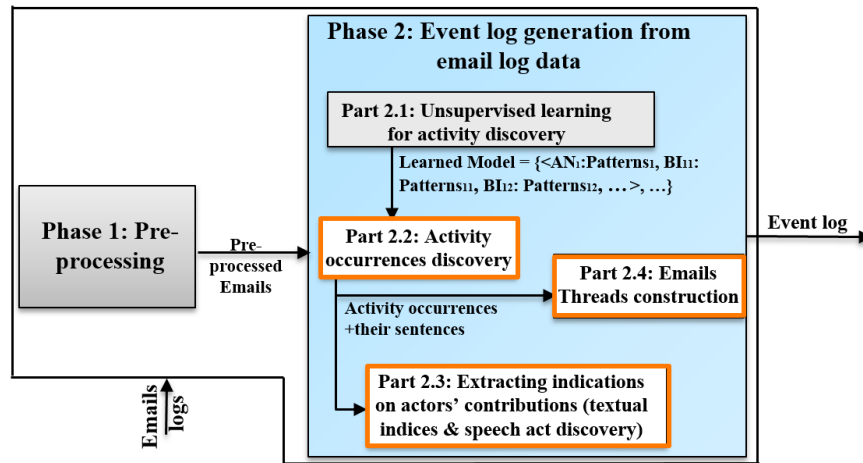 Phase 2: Event log generation from
email log data
Part 2.1: Unsupervised learning
for activity discovery
Learned Model = {<AN₁:Patterns₁, BI₁₁:
Patterns₁₁, BI₁₂: Patterns₁₂, …>, …}
Phase 1: Pre-
processing
Pre-
processed
Emails
Part 2.2: Activity
occurrences discovery
Event log
Part 2.4: Emails
Threads construction
Activity occurrences
+their sentences
Part 2.3: Extracting indications
on actors’ contributions (textual
indices & speech act discovery)
Emails
logs